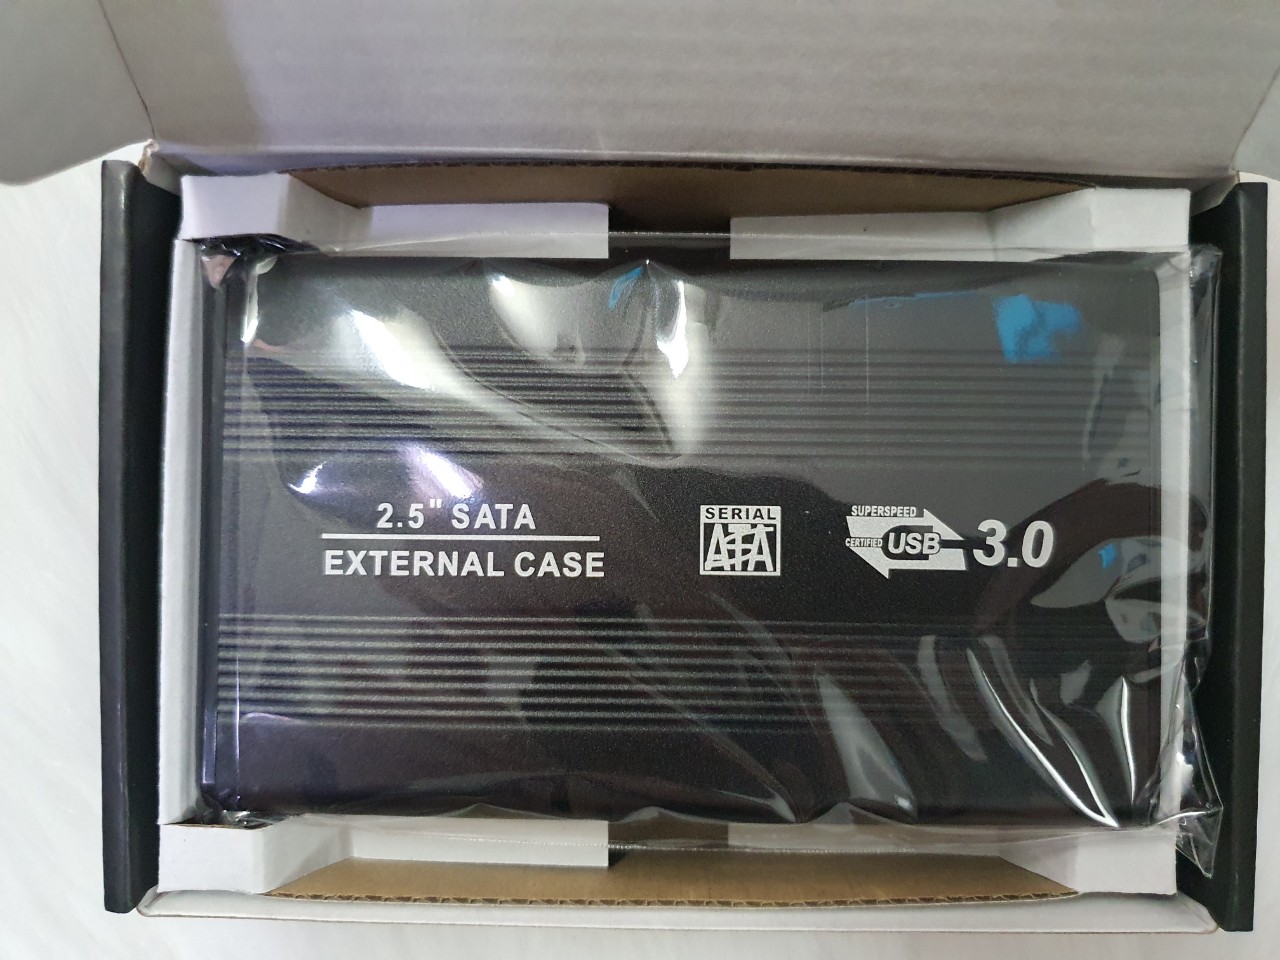 2.5" SATA
EXTERNAL CASE
SERIAL
ATA
SUPERSPEED
CERTIFIED USB 3.0